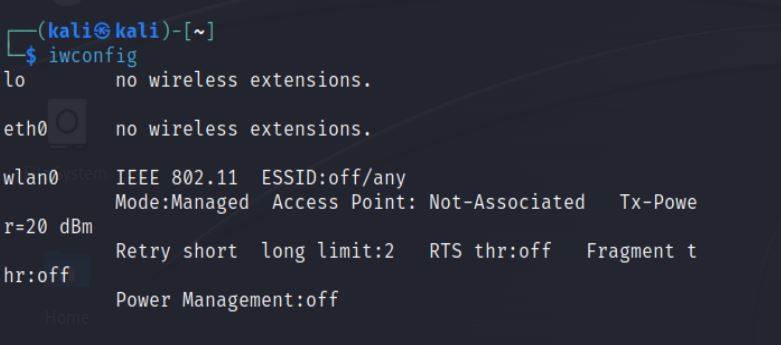 ┌──(kali㉿kali)-[~]
└─$ iwconfig
lo        no wireless extensions.
eth0      no wireless extensions.
wlan0     IEEE 802.11  ESSID:off/any
          Mode:Managed  Access Point: Not-Associated   Tx-Powe
r=20 dBm
          Retry short  long limit:2   RTS thr:off   Fragment t
hr:off
          Power Management:off
Home